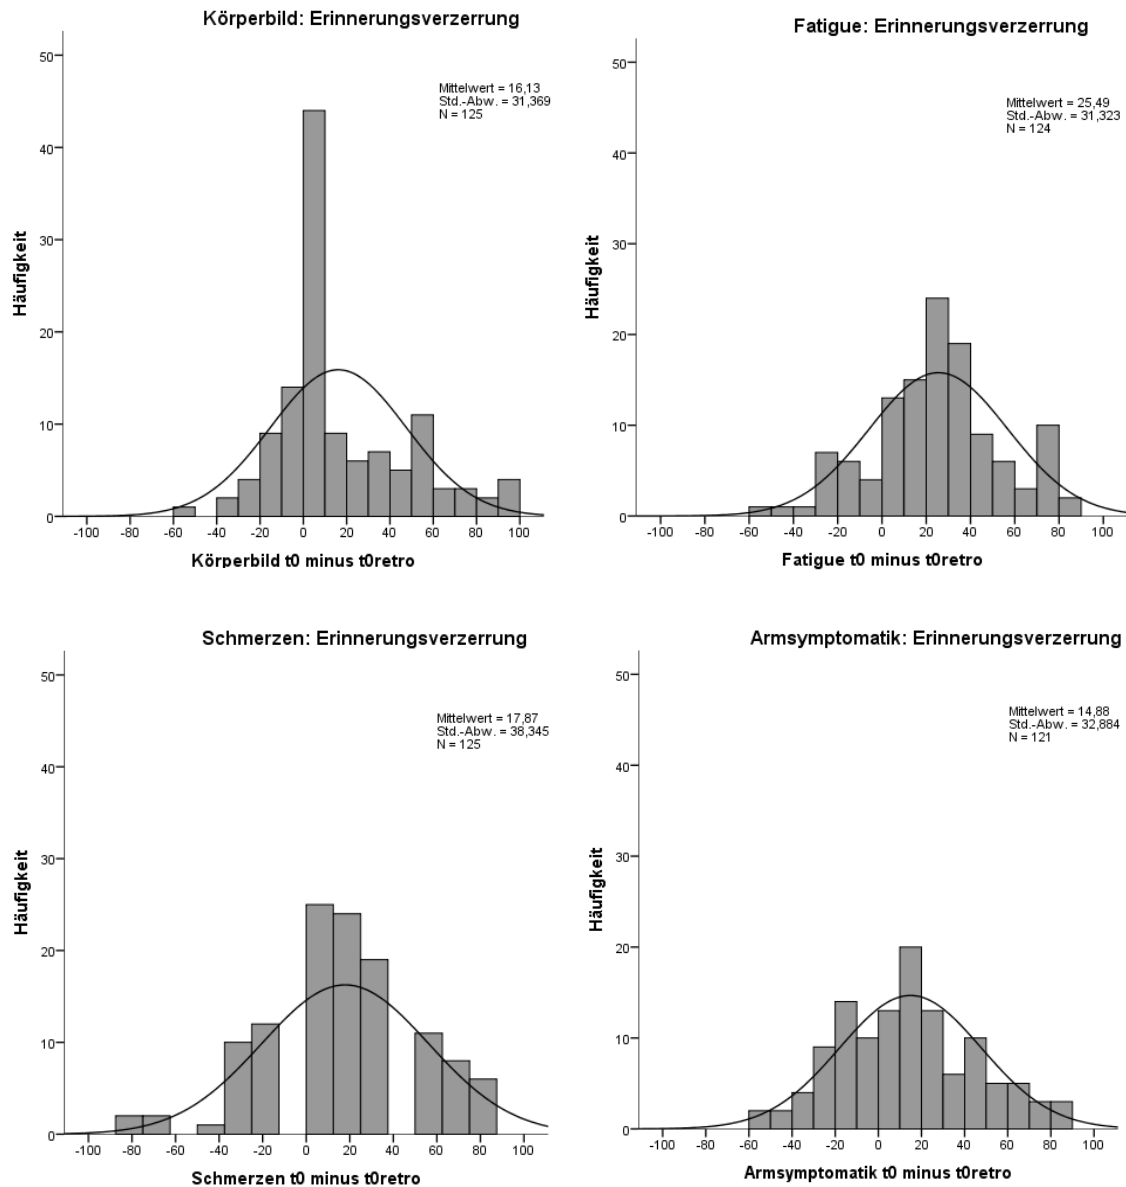 Körperbild: Erinnerungsverzerrung
Mittelwert = 16,13
Std.-Abw. = 31,369
N = 125
Häufigkeit
50
40
30
20
10
0
-100 -80 -60 -40 -20 0 20 40 60 80 100
Körperbild t0 minus t0retro
Fatigue: Erinnerungsverzerrung
Mittelwert = 25,49
Std.-Abw. = 31,323
N = 124
Häufigkeit
50
40
30
20
10
0
-100 -80 -60 -40 -20 0 20 40 60 80 100
Fatigue t0 minus t0retro
Schmerzen: Erinnerungsverzerrung
Mittelwert = 17,87
Std.-Abw. = 38,345
N = 125
Häufigkeit
50
40
30
20
10
0
-100 -80 -60 -40 -20 0 20 40 60 80 100
Schmerzen t0 minus t0retro
Armsymptomatik: Erinnerungsverzerrung
Mittelwert = 14,88
Std.-Abw. = 32,884
N = 121
Häufigkeit
50
40
30
20
10
0
-100 -80 -60 -40 -20 0 20 40 60 80 100
Armsymptomatik t0 minus t0retro